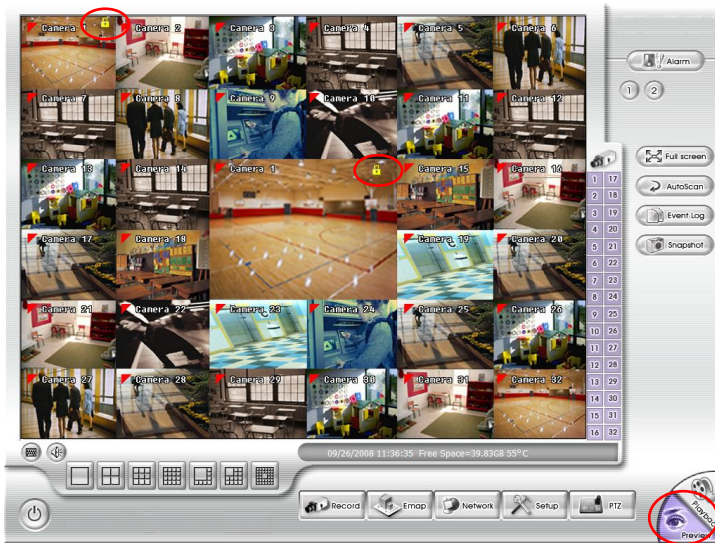 Camera
Camera 2
Camera 3
Camera 4
Camera 5
Camera 6
Alarm
1 2
Camera 7
Camera 8
Camera 9
Camera 10
Camera 11
Camera 12
Full screen
Camera 13
Camera 14
Camera 1
Camera 15
Camera 16
AutoScan
Event Log
Snapshot
Camera 17
Camera 18
Camera 19
Camera 20
Camera 21
Camera 22
Camera 23
Camera 24
Camera 25
Camera 26
Camera 27
Camera 28
Camera 29
Camera 30
Camera 31
Camera 32
1 17
2 18
3 19
4 20
5 21
6 22
7 23
8 24
9 25
10 26
11 27
12 28
13 29
14 30
15 31
16 32
09/26/2008 11:36:35 Free Space=39.83GB 55°C
Record
Emap
Network
Setup
PTZ
Playbac
Preview